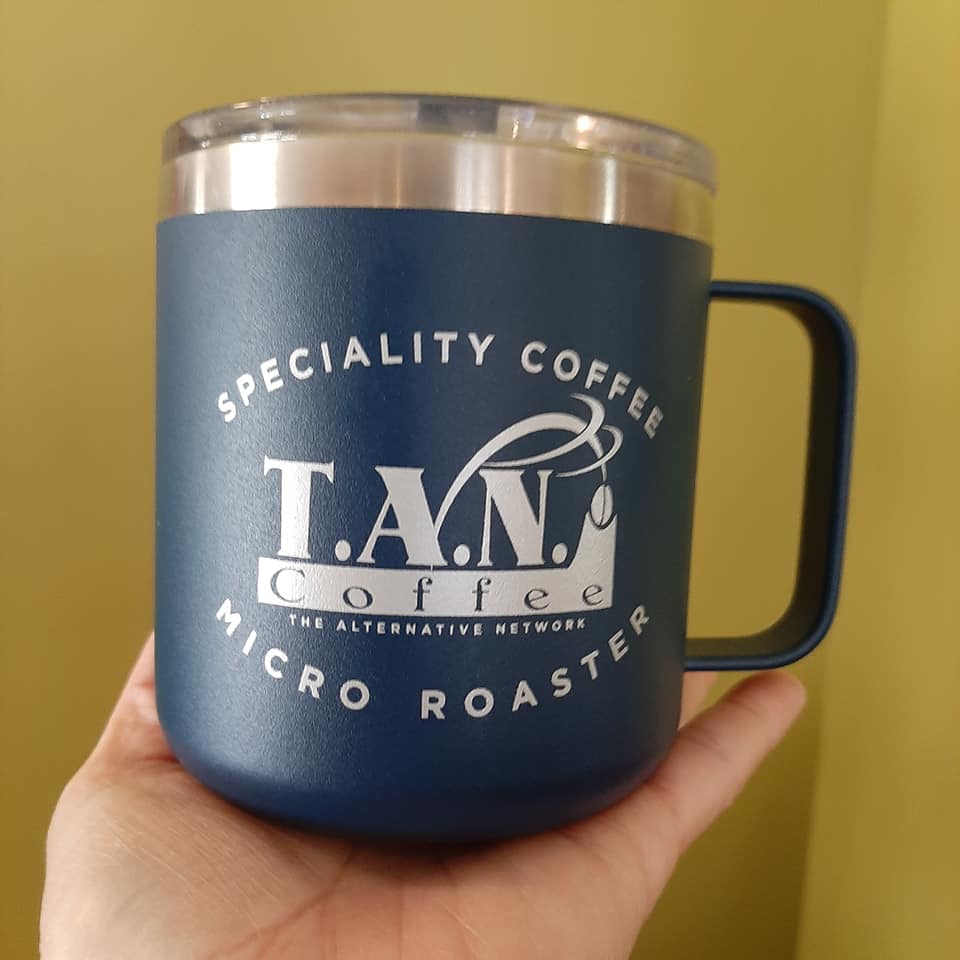 SPECIALITY COFFEE
T.A.N.
Coffee
THE ALTERNATIVE NETWORK
MICRO ROASTER